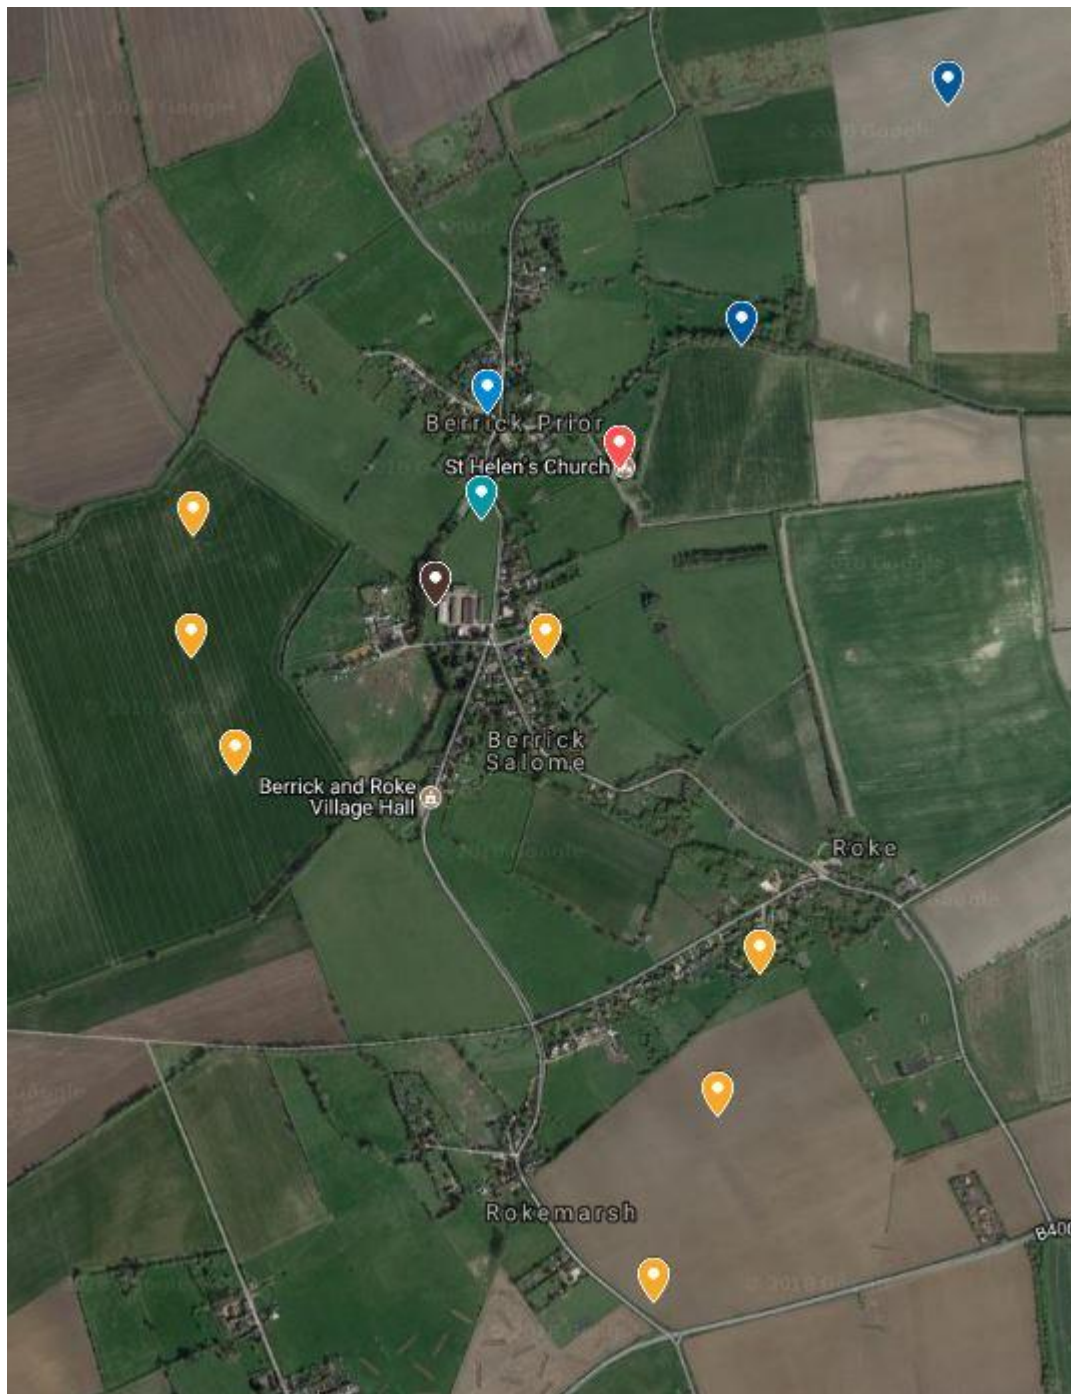 Berrick Prior
St Helen's Church
Berrick
Salome
Berrick and Roke
Village Hall
Roke
Rokemarsh